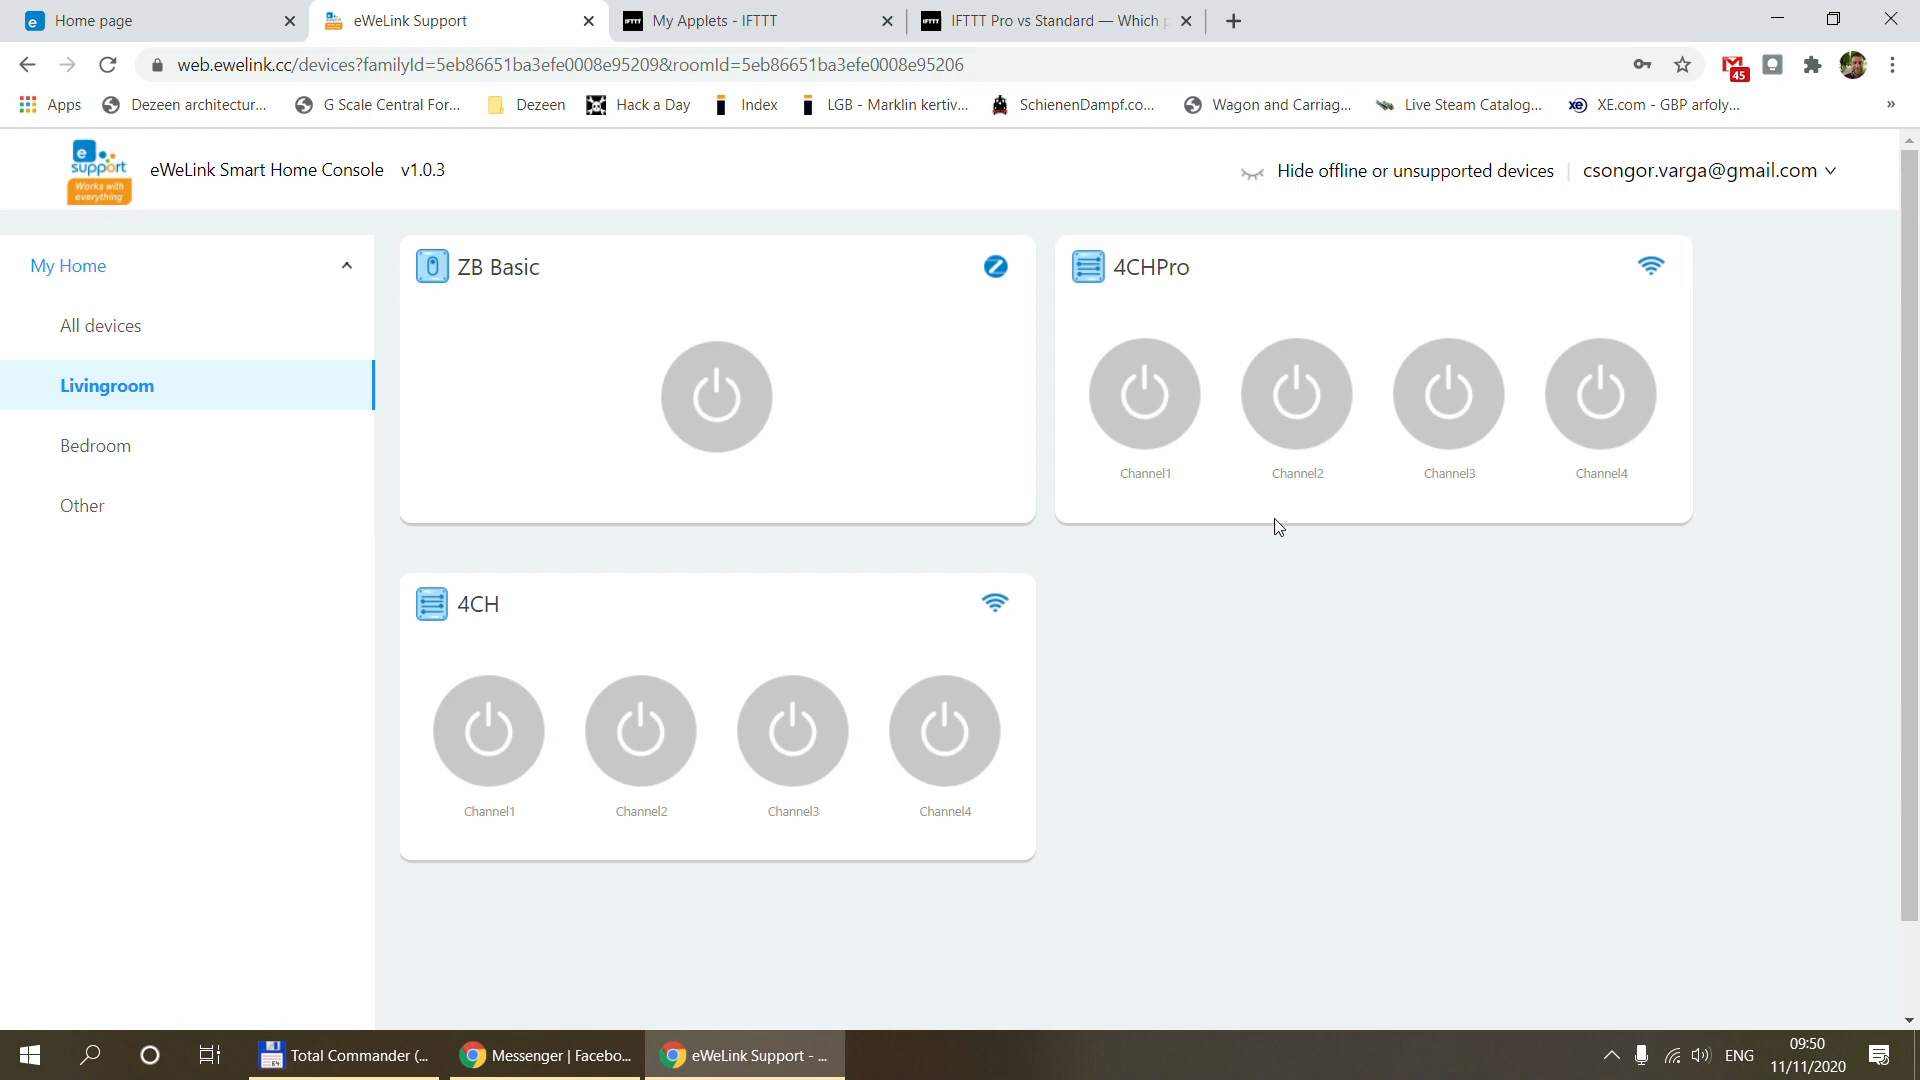 Home page
eWeLink Support
My Applets - IFTTT
IFTTT Pro vs Standard — Which p
web.ewelink.cc/devices?familyId=5eb86651ba3efe0008e95209&roomId=5eb86651ba3efe0008e95206
45
Apps
Dezeen architectur...
G Scale Central For...
Dezeen
Hack a Day
Index
LGB - Marklin kertiv...
SchienenDampf.co...
Wagon and Carriag...
Live Steam Catalog...
XE.com - GBP arfoly...
e
support
Works with
everything
eWeLink Smart Home Console v1.0.3
Hide offline or unsupported devices
csongor.varga@gmail.com
My Home
All devices
Livingroom
Bedroom
Other
ZB Basic
4CHPro
Channel1 Channel2 Channel3 Channel4
4CH
Channel1 Channel2 Channel3 Channel4
Total Commander (...
Messenger | Facebo...
eWeLink Support - ...
ENG
09:50
11/11/2020